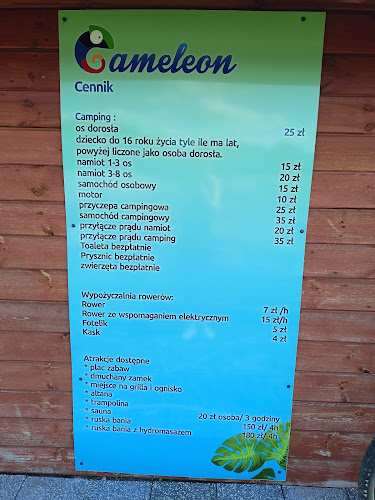 Cameleon
Cennik
Camping :
os dorosła 25 zł
dziecko do 16 roku życia tyle ile ma lat,
powyżej liczone jako osoba dorosła.
namiot 1-3 os 15 zł
namiot 3-8 os 20 zł
samochód osobowy 15 zł
motor 10 zł
przyczepa campingowa 25 zł
samochód campingowy 35 zł
przyłącze prądu namiot 20 zł
przyłącze prądu camping 35 zł
Toaleta bezpłatnie
Prysznic bezpłatnie
zwierzęta bezpłatnie
Wypożyczalnia rowerów:
Rower 7 zł /h
Rower ze wspomaganiem elektrycznym 15 zł/h
Fotelik 5 zł
Kask 4 zł
Atrakcje dostępne
* plac zabaw
* dmuchany zamek
* miejsce na grilla i ognisko
* altana
* trampolina
* sauna 20 zł osoba/ 3 godziny
* ruska bania 150 zł/ 4h
* ruska bania z hydromasażem 180 zł/ 4h